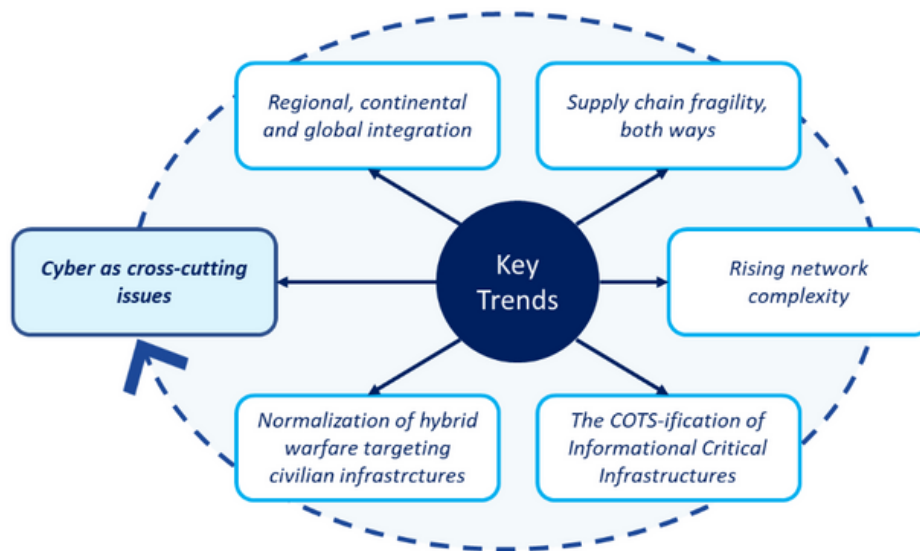 Regional, continental
and global integration
Supply chain fragility,
both ways
Cyber as cross-cutting
issues
Key
Trends
Rising network
complexity
Normalization of hybrid
warfare targeting
civilian infrastrctures
The COTS-ification of
Informational Critical
Infrastructures